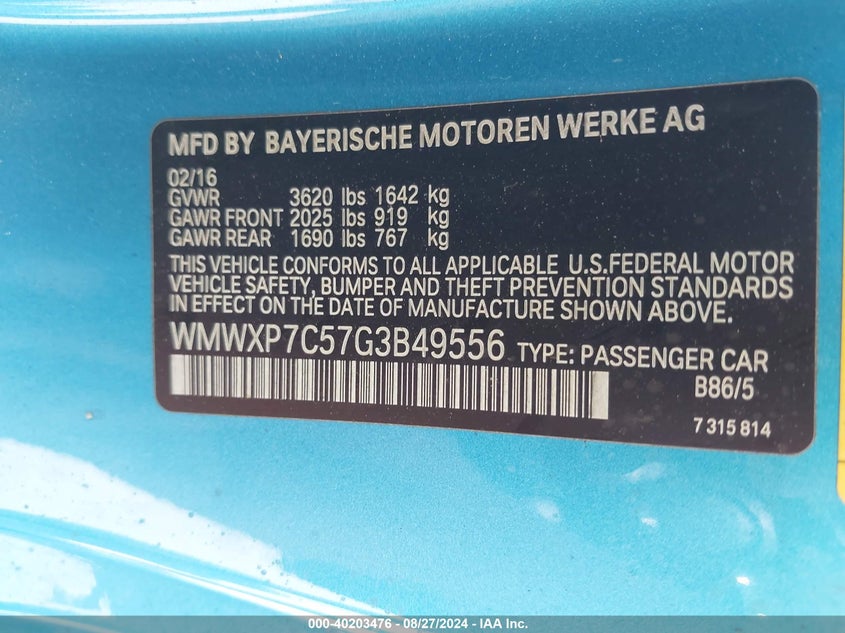 MFD BY BAYERISCHE MOTOREN WERKE AG
02/16
GVWR 3620 lbs 1642 kg
GAWR FRONT 2025 lbs 919 kg
GAWR REAR 1690 lbs 767 kg
THIS VEHICLE CONFORMS TO ALL APPLICABLE U.S.FEDERAL MOTOR
VEHICLE SAFETY, BUMPER AND THEFT PREVENTION STANDARDS
IN EFFECT ON THE DATE OF MANUFACTURE SHOWN ABOVE.
WMWXP7C57G3B49556 TYPE: PASSENGER CAR
B86/5
7 315 814
000-40203476 - 08/27/2024 - IAA Inc.